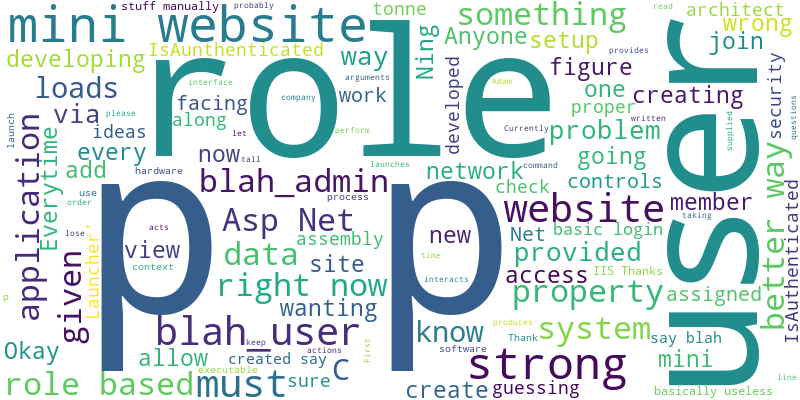 stuff manually
probably
tonne
something
architect
read
mini website
Anyone
wrong
developing
IsAunthenticated
way
Ning
setup
join
loads
role
figure
facing
interface
arguments
company
work
creating
security
via
along
developed
one
problem
proper
user
supplied
questions
ideas
please
perform
Currently
written
provides
Adam
launch
application
Everytime
every
now
let
tall
launches
network
going
command
controls
add
hardware
blah_admin
process
check
use
order
member
IsAuthenticated
better way
website
Launcher'
given
p
p
Asp Net
assembly
new
Net
basic login
lose
acts
view
data
site
provided
taking
context
time
interacts
access
IIS Thanks
right now
property
assigned
p
wanting
produces
Thank
system
say blah
blah_user
know
software
Okay
allow
keep
actions
First
mini
created say
C
strong
executable
sure
line
role based
must
create
guessing
basically useless